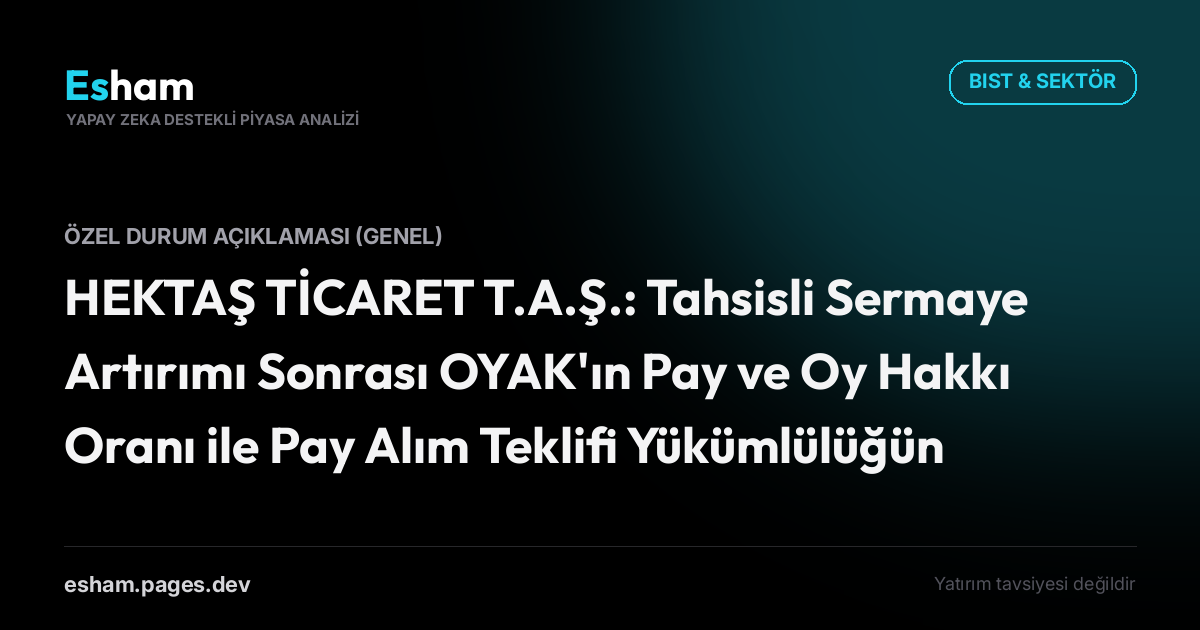 Esham
YAPAY ZEKA DESTEKLİ PİYASA ANALİZİ
BIST & SEKTÖR
ÖZEL DURUM AÇIKLAMASI (GENEL)
HEKTAŞ TİCARET T.A.Ş.: Tahsisli Sermaye
Artırımı Sonrası OYAK'ın Pay ve Oy Hakkı
Oranı ile Pay Alım Teklifi Yükümlülüğün
esham.pages.dev
Yatırım tavsiyesi değildir